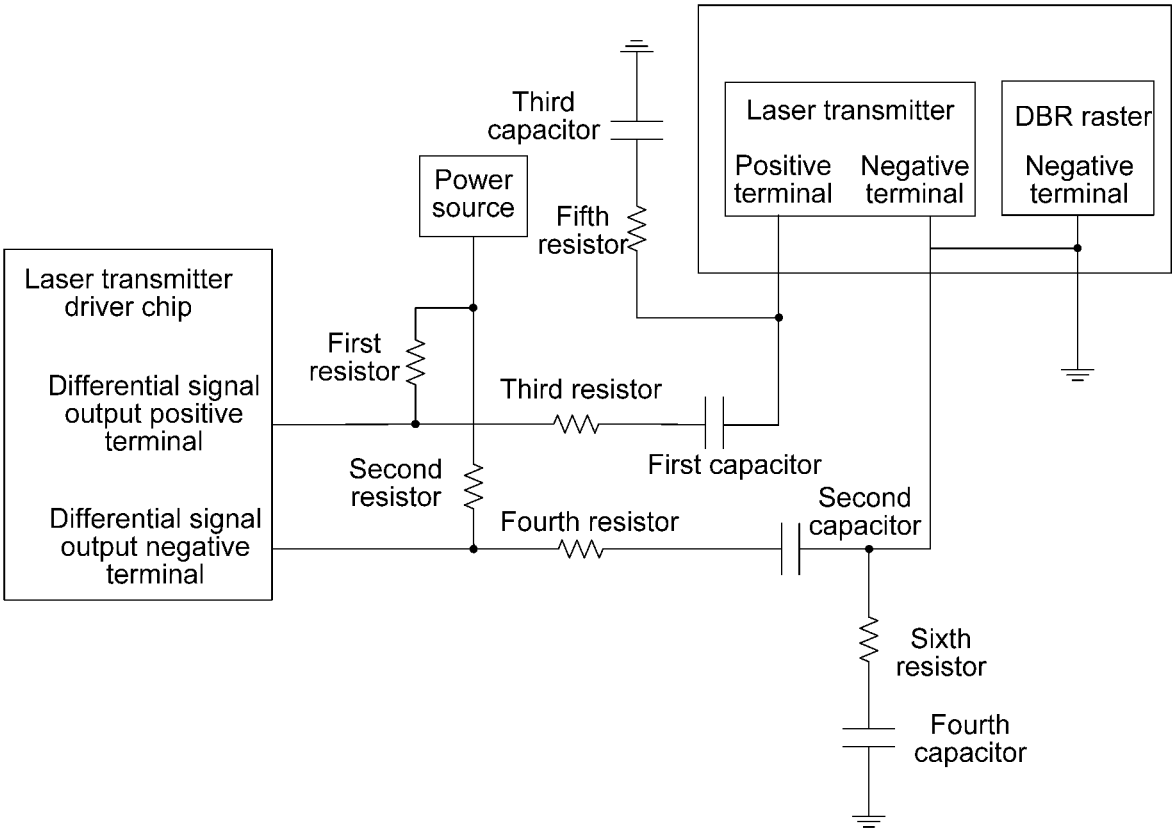 Third
capacitor
Laser transmitter
DBR raster
Positive
terminal
Negative
terminal
Negative
terminal
Power
source
Fifth
resistor
Laser transmitter
driver chip
First
resistor
Differential signal
output positive
terminal
Third resistor
First capacitor
Second
resistor
Second
capacitor
Differential signal
output negative
terminal
Fourth resistor
Sixth
resistor
Fourth
capacitor